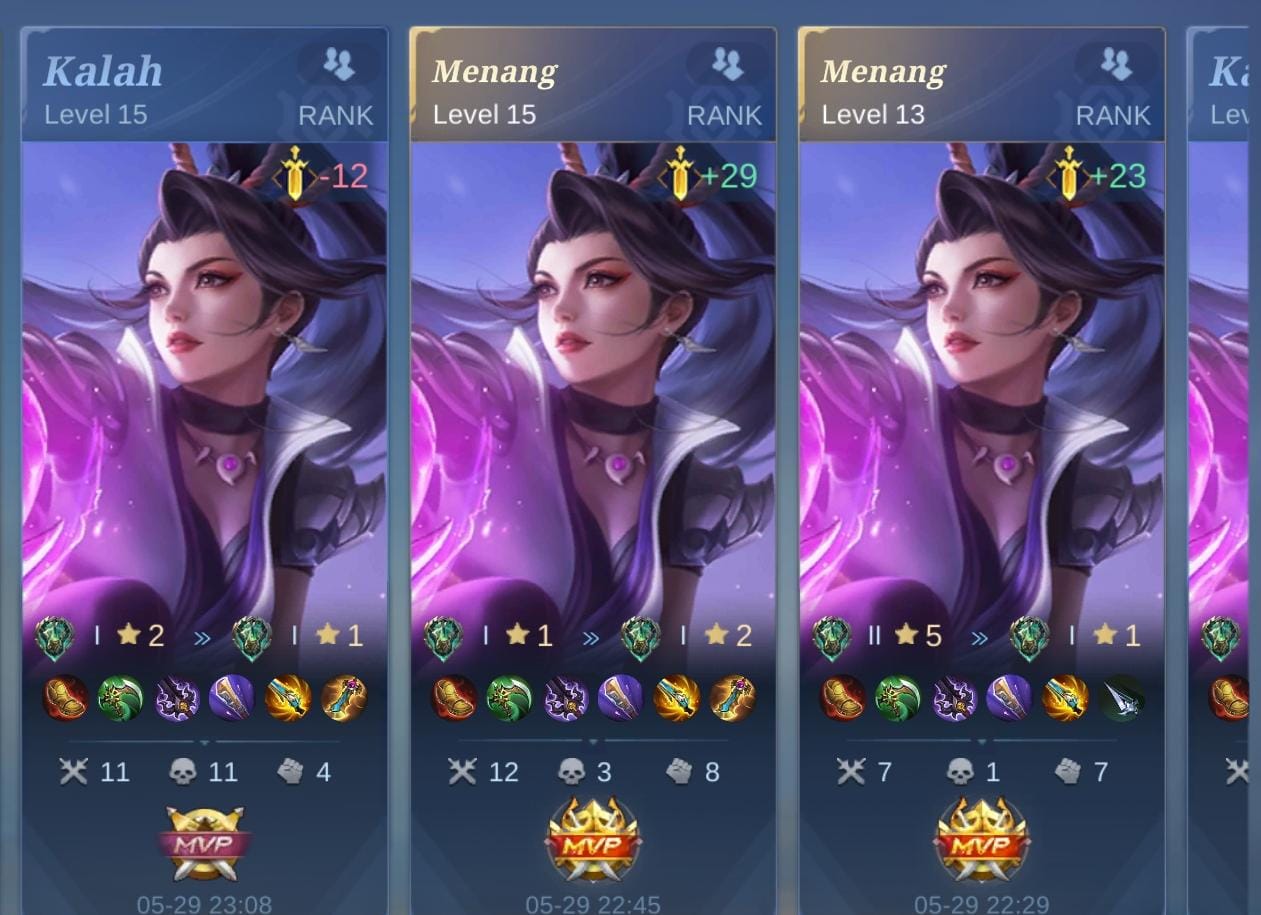 Kalah
Level 15
RANK
-12
I 2 » I 1
11 11 4
MVP
05-29 23:08
Menang
Level 15
RANK
+29
I 1 » I 2
12 3 8
MVP
05-29 22:45
Menang
Level 13
RANK
+23
II 5 » I 1
7 1 7
MVP
05-29 22:29